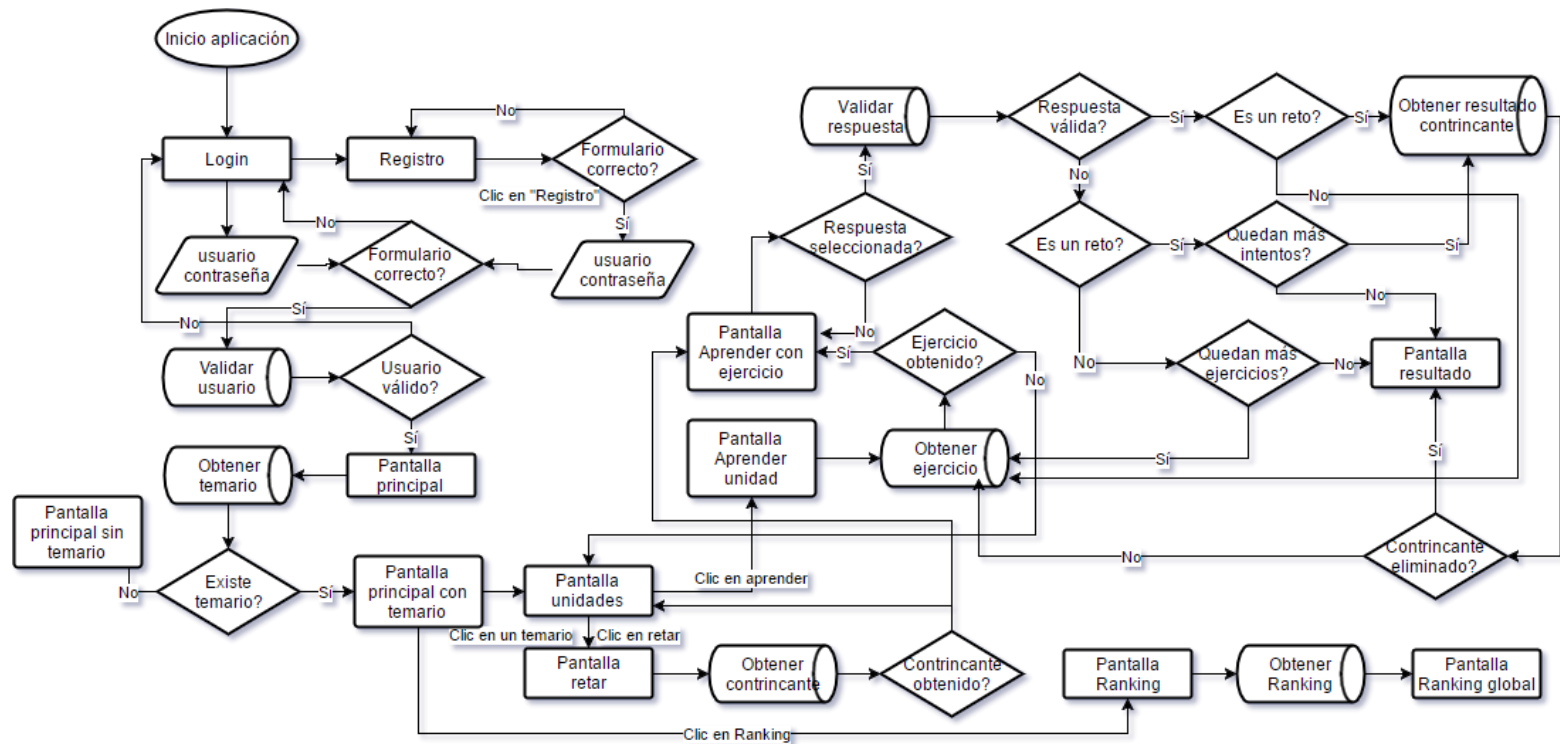 Inicio aplicación
Login
Registro
No
Formulario
correcto?
Clic en "Registro"
Sí
usuario
contraseña
usuario
contraseña
Formulario
correcto?
No
Sí
No
Validar
usuario
Usuario
válido?
Sí
Pantalla
principal
Obtener
temario
Pantalla
principal sin
temario
No
Existe
temario?
Sí
Pantalla
principal con
temario
Pantalla
unidades
Clic en aprender
Clic en un temario
Clic en retar
Pantalla
retar
Obtener
contrincante
Contrincante
obtenido?
Clic en Ranking
Pantalla
Ranking
Obtener
Ranking
Pantalla
Ranking global
Pantalla
Aprender
unidad
Obtener
ejercicio
Ejercicio
obtenido?
Sí
No
Pantalla
Aprender con
ejercicio
No
Respuesta
seleccionada?
Sí
Validar
respuesta
Respuesta
válida?
Sí
Es un reto?
Sí
Obtener resultado
contrincante
No
No
Es un reto?
Sí
Quedan más
intentos?
Sí
No
No
Quedan más
ejercicios?
No
Sí
Pantalla
resultado
Sí
Contrincante
eliminado?
No